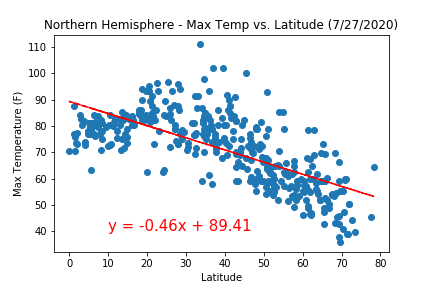 Northern Hemisphere - Max Temp vs. Latitude (7/27/2020)
110
100
90
80
70
60
50
40
Max Temperature (F)
y = -0.46x + 89.41
0 10 20 30 40 50 60 70 80
Latitude